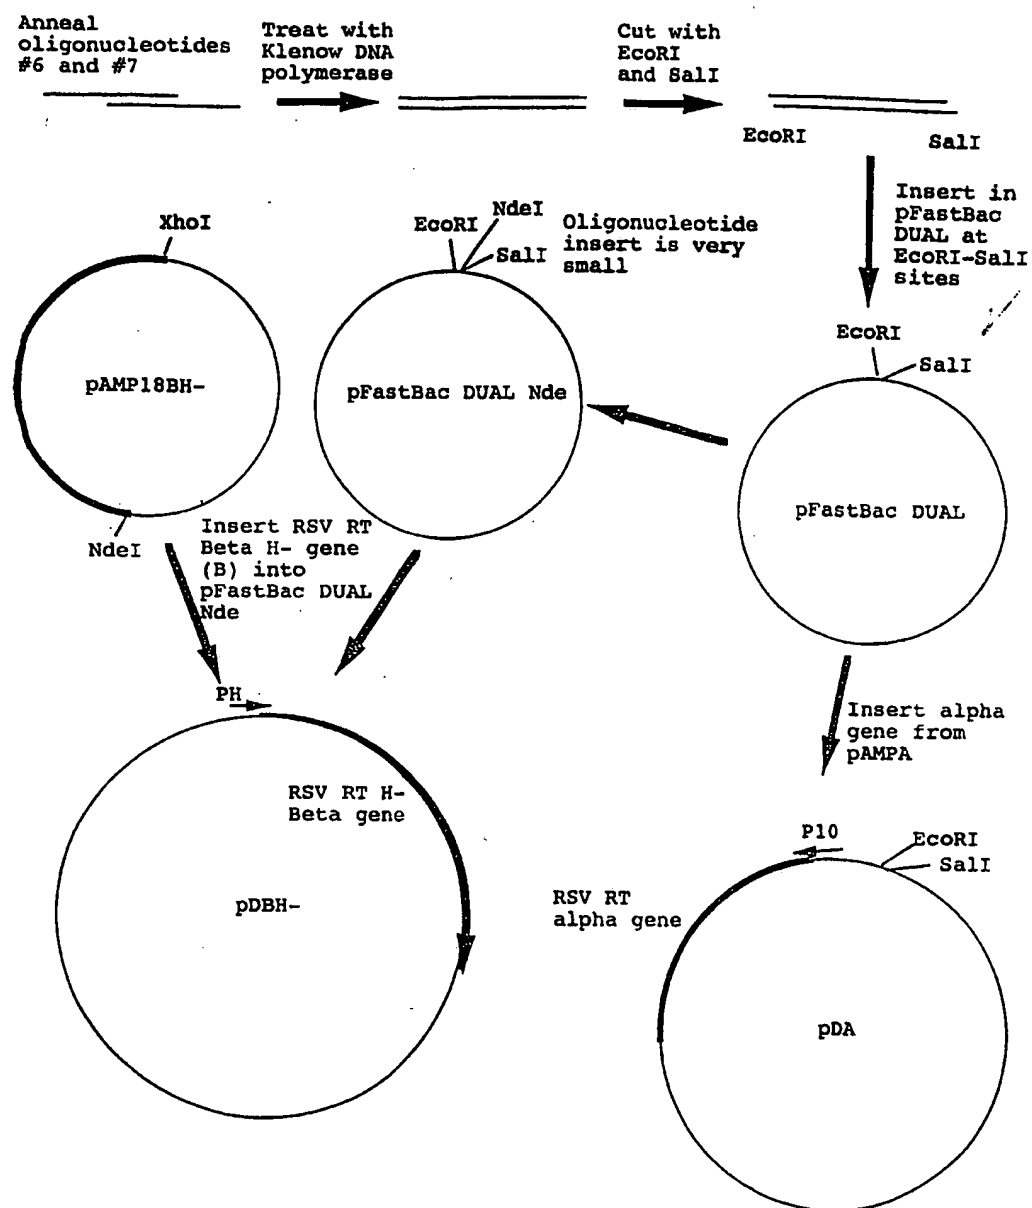 Anneal
oligonucleotides
#6 and #7
Treat with
Klenow DNA
polymerase
Cut with
EcoRI
and SalI
EcoRI
SalI
Insert in
pFastBac
DUAL at
EcoRI-SalI
sites
XhoI
pAMP18BH-
NdeI
EcoRI
NdeI
SalI
Oligonucleotide
insert is very
small
pFastBac DUAL Nde
EcoRI
SalI
pFastBac DUAL
Insert RSV RT
Beta H- gene
(B) into
pFastBac DUAL
Nde
PH
RSV RT H-
Beta gene
pDBH-
Insert alpha
gene from
pAMPA
P10
EcoRI
SalI
RSV RT
alpha gene
pDA